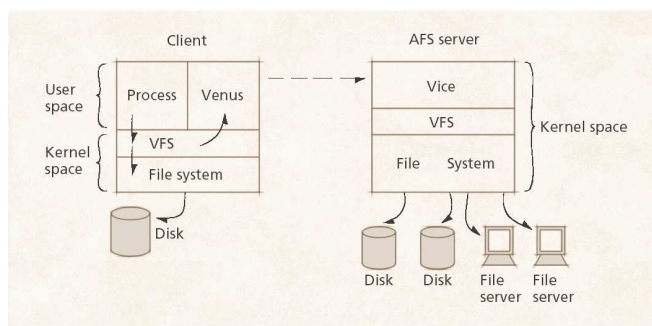 Client
AFS server
User
space
Process
Venus
Vice
VFS
VFS
Kernel space
Kernel
space
File system
File System
Disk
Disk
Disk
File
server
File
server